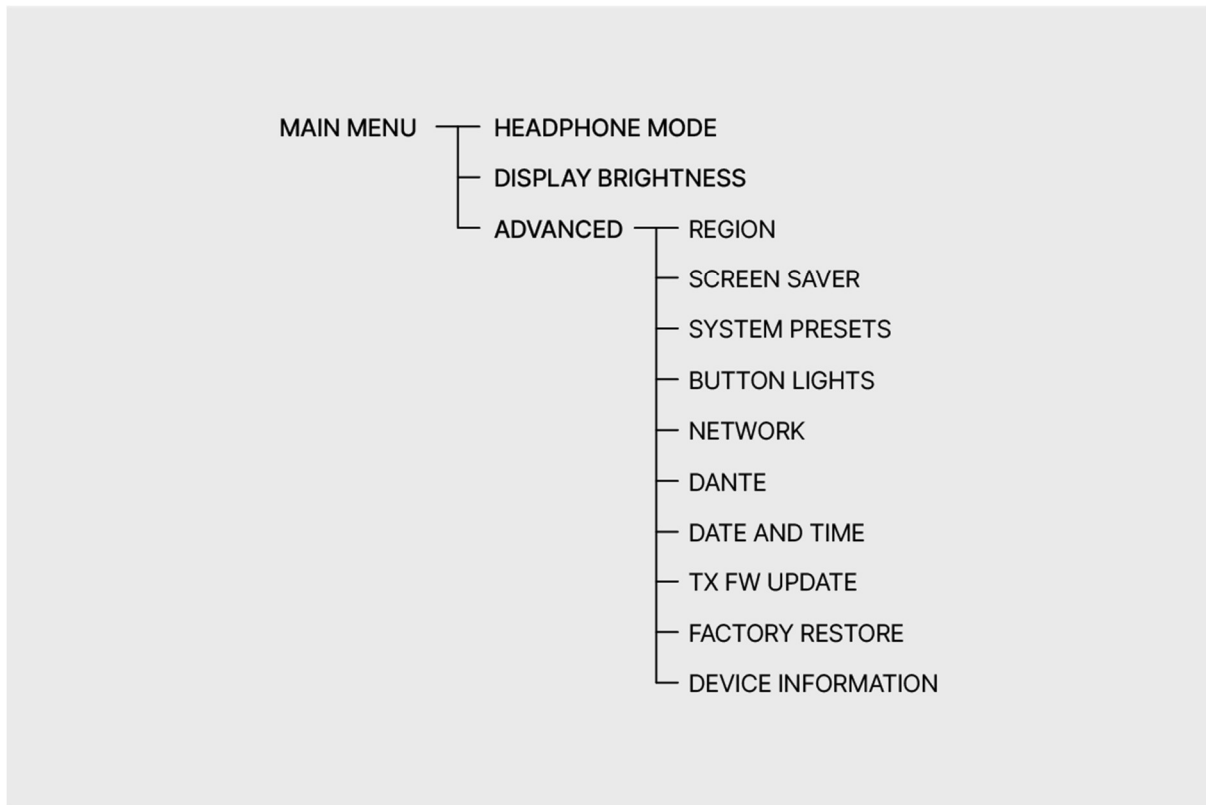 MAIN MENU HEADPHONE MODE
DISPLAY BRIGHTNESS
ADVANCED REGION
SCREEN SAVER
SYSTEM PRESETS
BUTTON LIGHTS
NETWORK
DANTE
DATE AND TIME
TX FW UPDATE
FACTORY RESTORE
DEVICE INFORMATION